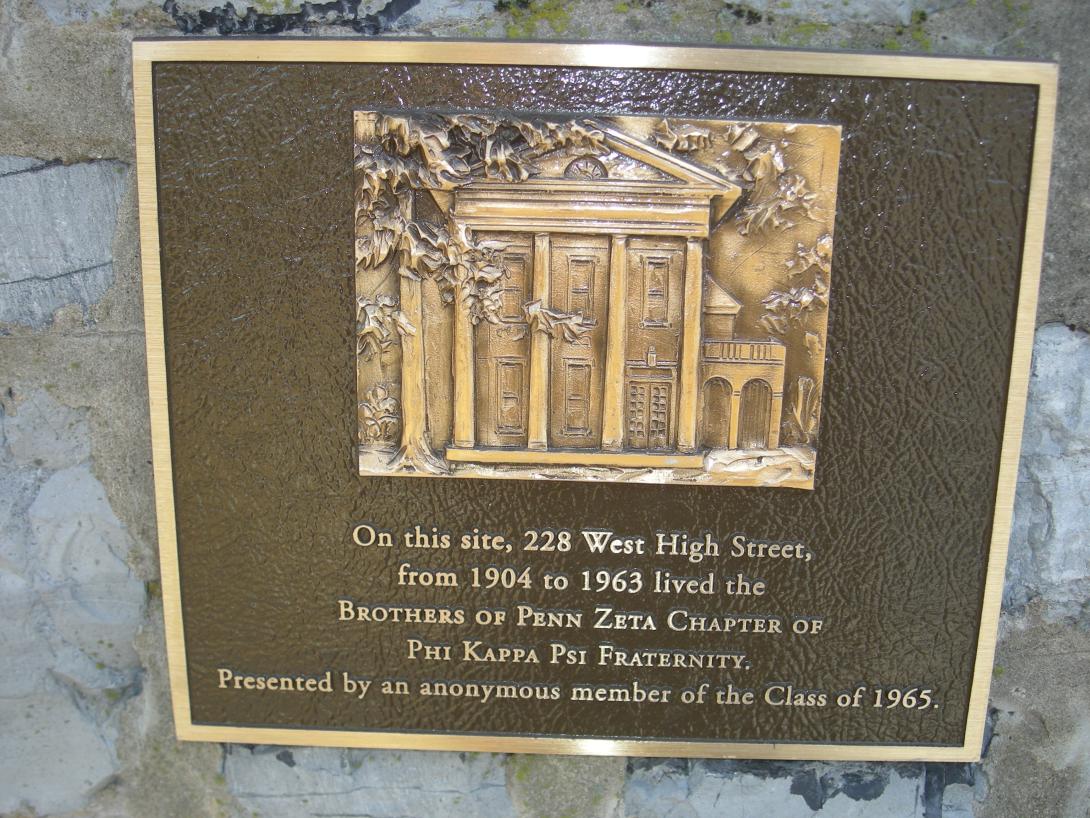 On this site, 228 West High Street,
from 1904 to 1963 lived the
BROTHERS OF PENN ZETA CHAPTER OF
PHI KAPPA PSI FRATERNITY.
Presented by an anonymous member of the Class of 1965.